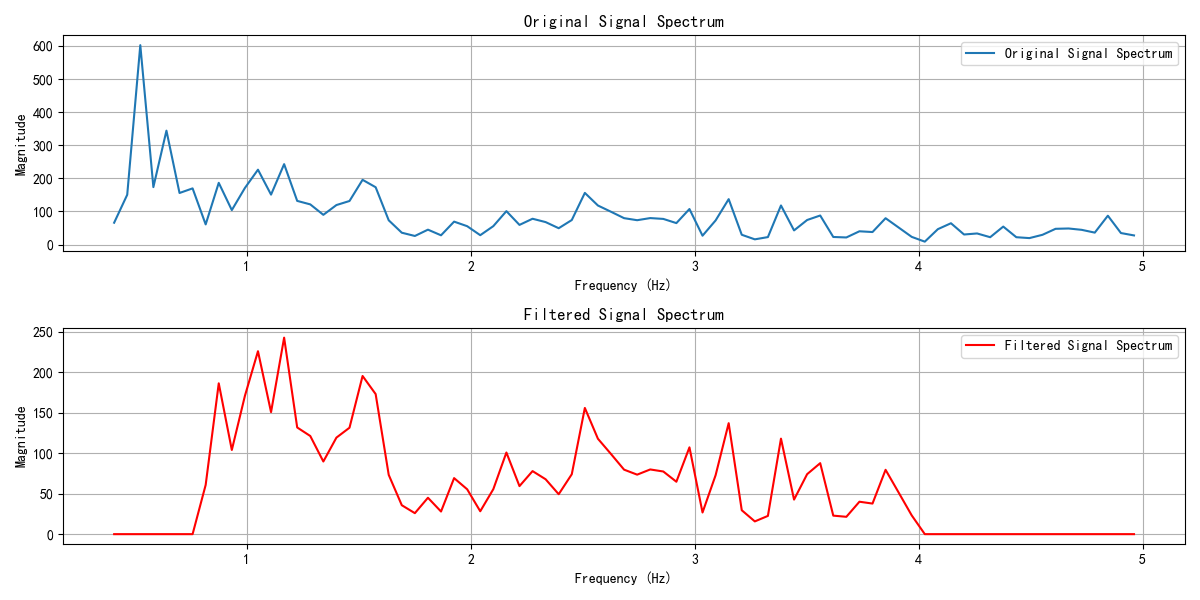 Original Signal Spectrum
Original Signal Spectrum
600
500
400
300
200
100
0
Magnitude
1 2 3 4 5
Frequency (Hz)
Filtered Signal Spectrum
Filtered Signal Spectrum
250
200
150
100
50
0
Magnitude
1 2 3 4 5
Frequency (Hz)